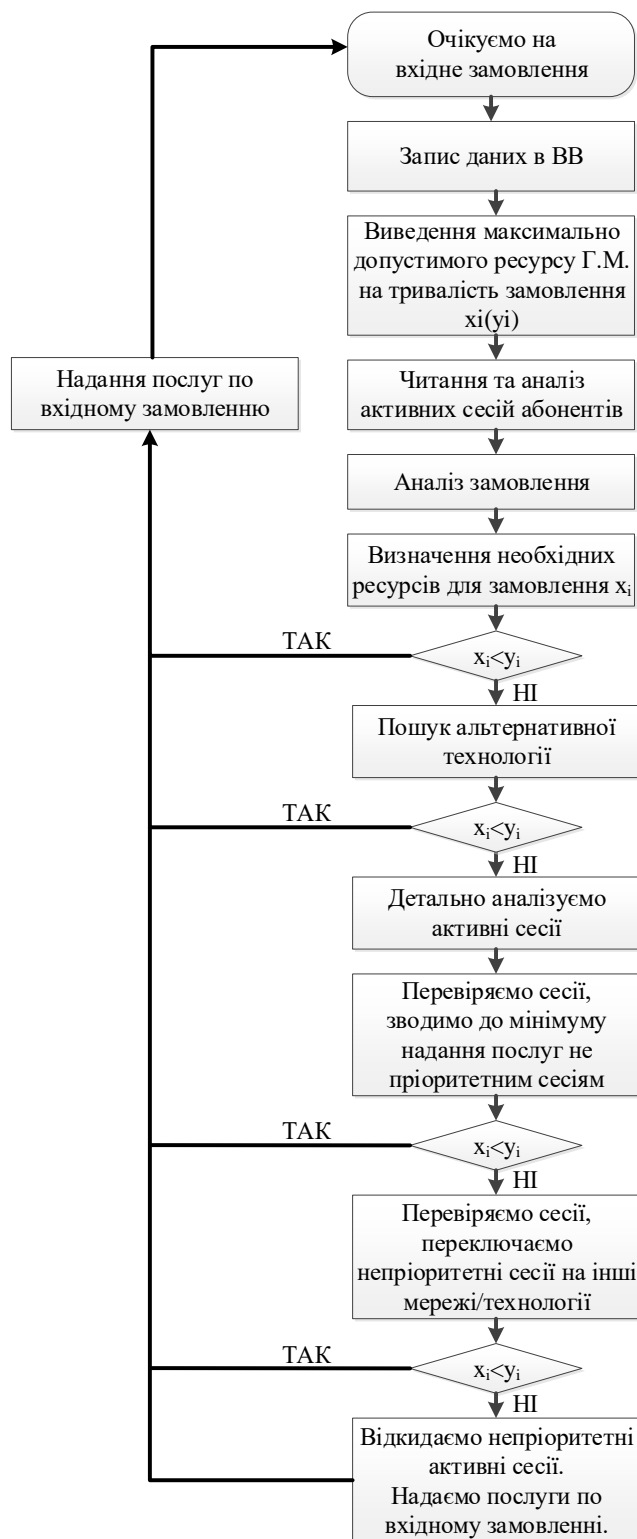 Очікуємо на
вхідне замовлення
Запис даних в ВВ
Виведення максимально
допустимого ресурсу Г.М.
на тривалість замовлення
xi(yi)
Надання послуг по
вхідному замовленню
Читання та аналіз
активних сесій абонентів
Аналіз замовлення
Визначення необхідних
ресурсів для замовлення xᵢ
ТАК
xᵢ<yᵢ
НІ
Пошук альтернативної
технології
ТАК
xᵢ<yᵢ
НІ
Детально аналізуємо
активні сесії
Перевіряємо сесії,
зводимо до мінімуму
надання послуг не
пріоритетним сесіям
ТАК
xᵢ<yᵢ
НІ
Перевіряємо сесії,
переключаємо
непріоритетні сесії на інші
мережі/технології
ТАК
xᵢ<yᵢ
НІ
Відкидаємо непріоритетні
активні сесії.
Надаємо послуги по
вхідному замовленні.